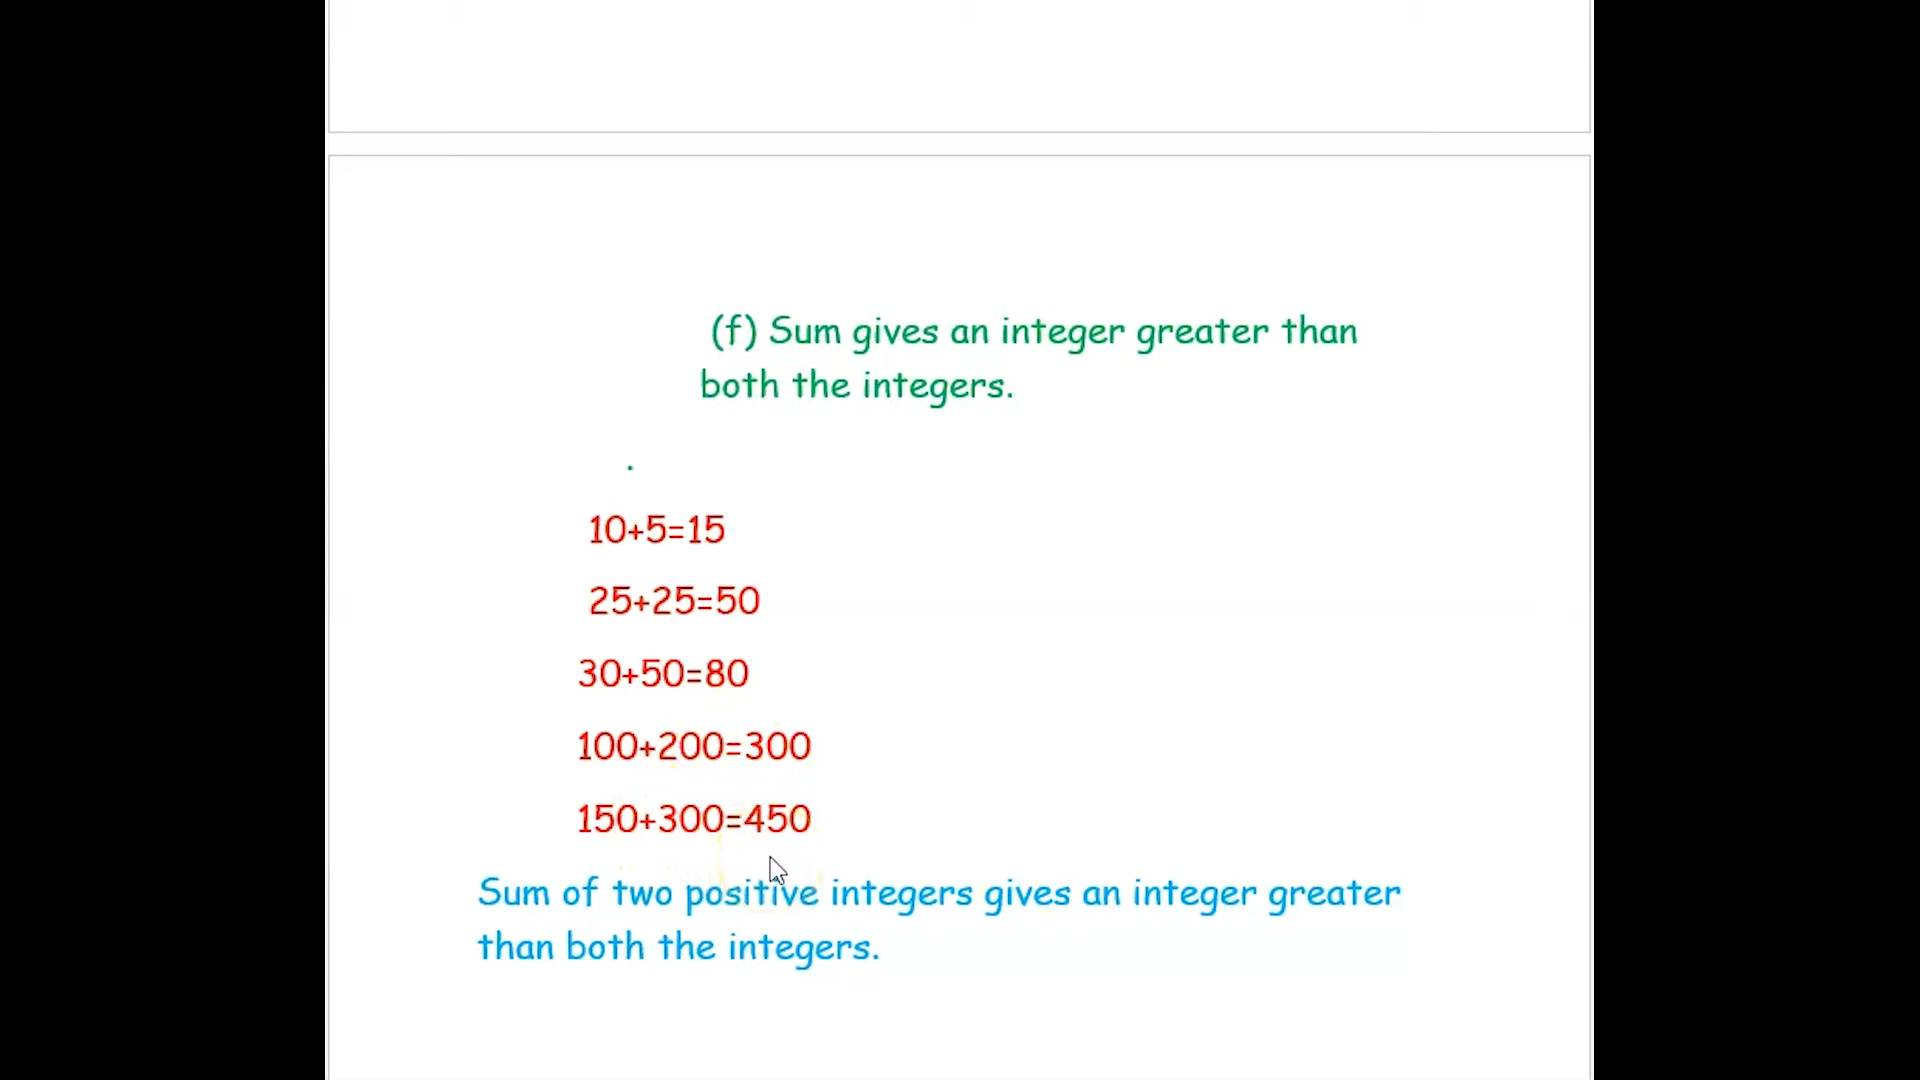 (f) Sum gives an integer greater than
both the integers.
.
10+5=15
25+25=50
30+50=80
100+200=300
150+300=450
Sum of two positive integers gives an integer greater
than both the integers.